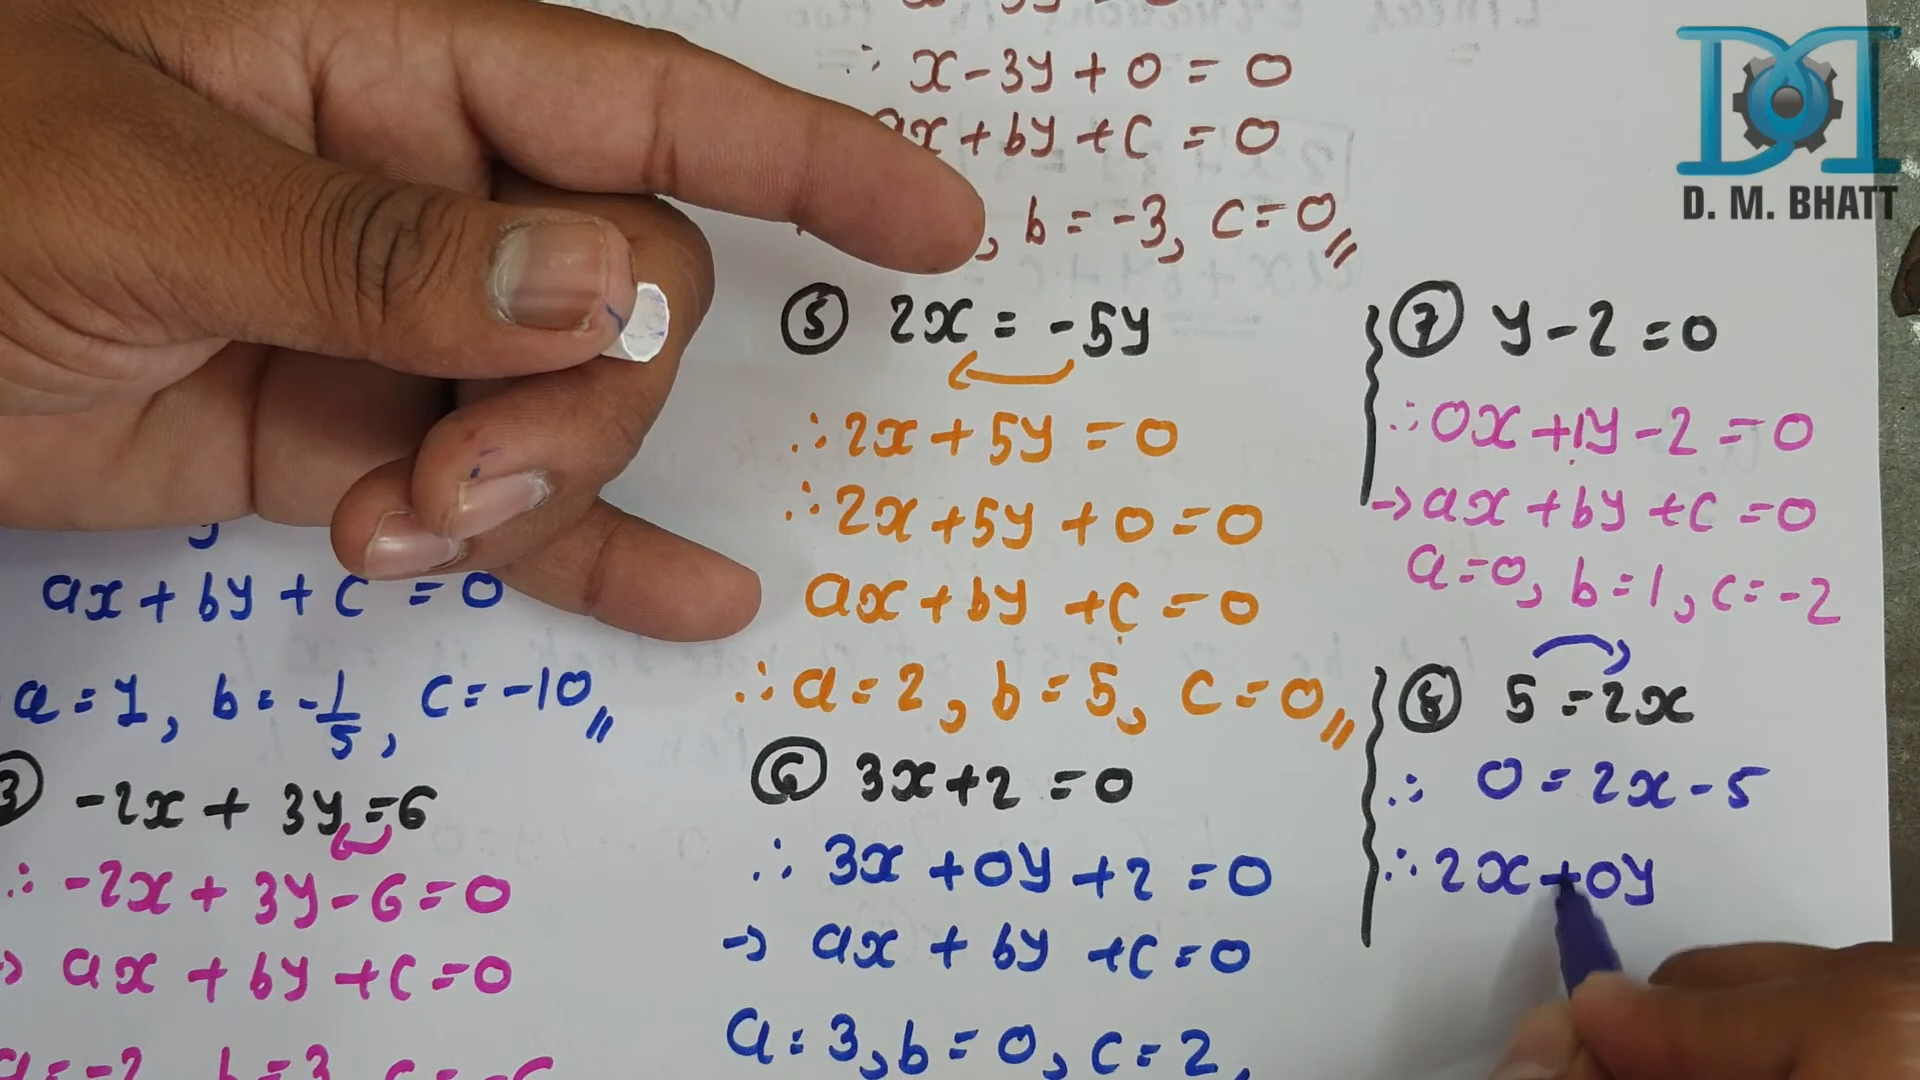 ∴ x - 3y + 0 = 0
ax + by + c = 0
, b = -3, c = 0,,
ax + by + c = 0
a = 1, b = -1/5, c = -10,,
-2x + 3y = 6
∴ -2x + 3y - 6 = 0
→ ax + by + c = 0
⑤ 2x = -5y
∴ 2x + 5y = 0
∴ 2x + 5y + 0 = 0
ax + by + c = 0
∴ a = 2, b = 5, c = 0,,
⑥ 3x + 2 = 0
∴ 3x + 0y + 2 = 0
→ ax + by + c = 0
a = 3, b = 0, c = 2,
⑦ y - 2 = 0
∴ 0x + 1y - 2 = 0
→ ax + by + c = 0
a = 0, b = 1, c = -2
⑧ 5 = 2x
∴ 0 = 2x - 5
∴ 2x + 0y
D. M. BHATT